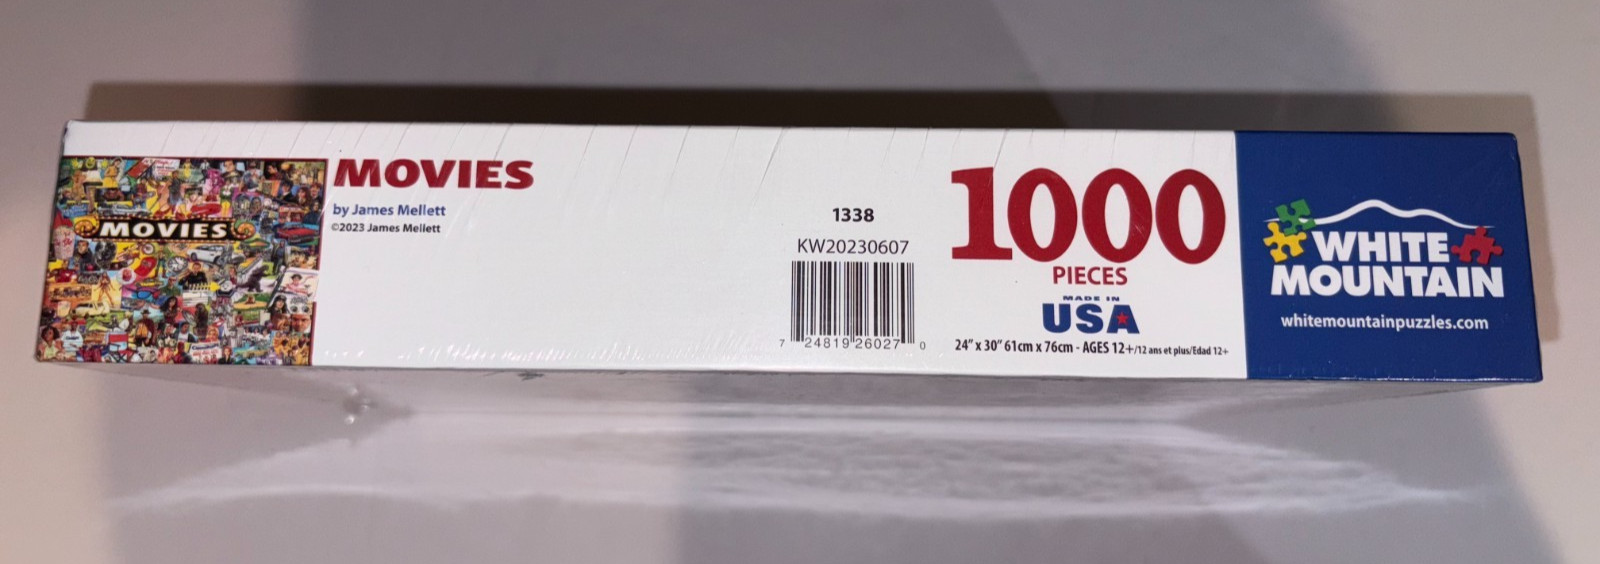 MOVIES
MOVIES
by James Mellett
©2023 James Mellett
1338
KW20230607
7 24819 26027 0
1000
PIECES
MADE IN
USA
24" x 30" 61cm x 76cm - AGES 12+/12 ans et plus/Edad 12+
WHITE
MOUNTAIN
whitemountainpuzzles.com